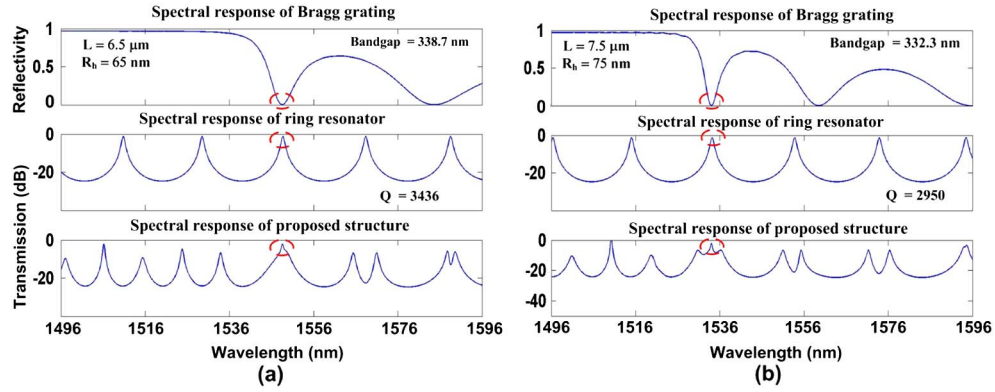 Spectral response of Bragg grating
Reflectivity
1
0.5
0
L = 6.5 µm
Rh = 65 nm
Bandgap = 338.7 nm
Spectral response of ring resonator
Transmission (dB)
0
-20
Q = 3436
Spectral response of proposed structure
0
-20
1496 1516 1536 1556 1576 1596
Wavelength (nm)
(a)
Spectral response of Bragg grating
1
0.5
0
L = 7.5 µm
Rh = 75 nm
Bandgap = 332.3 nm
Spectral response of ring resonator
0
-20
Q = 2950
Spectral response of proposed structure
0
-20
-40
1496 1516 1536 1556 1576 1596
Wavelength (nm)
(b)